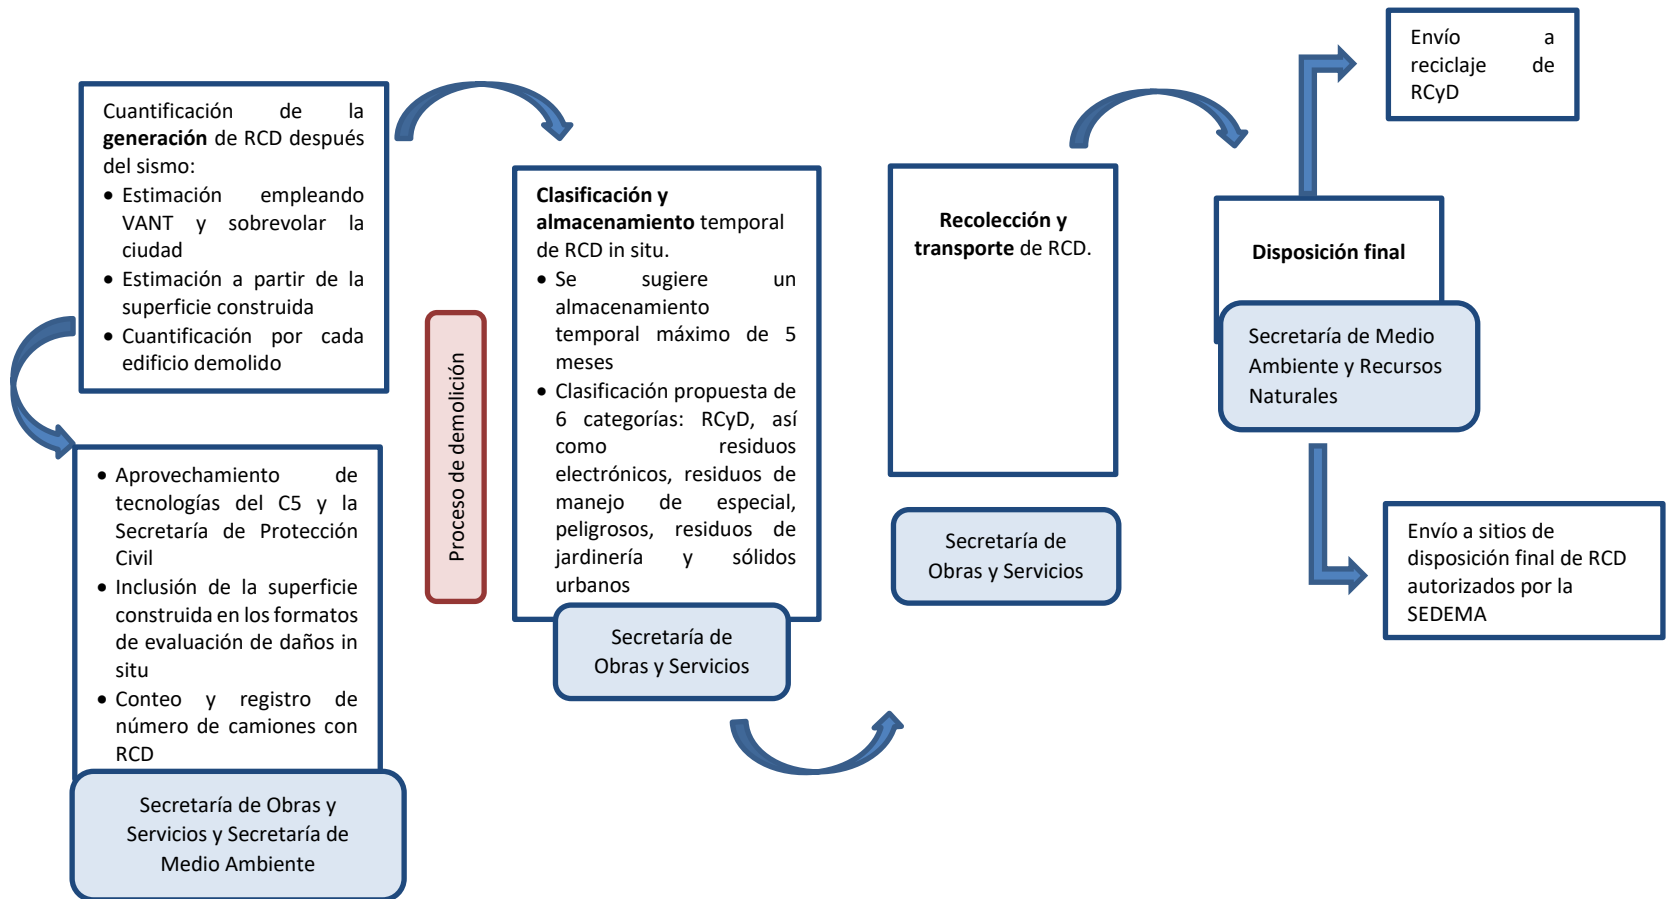 Cuantificación de la
generación de RCD después
del sismo:
• Estimación empleando
VANT y sobrevolar la
ciudad
• Estimación a partir de la
superficie construida
• Cuantificación por cada
edificio demolido
• Aprovechamiento de
tecnologías del C5 y la
Secretaría de Protección
Civil
• Inclusión de la superficie
construida en los formatos
de evaluación de daños in
situ
• Conteo y registro de
número de camiones con
RCD
Secretaría de Obras y
Servicios y Secretaría de
Medio Ambiente
Proceso de demolición
Clasificación y
almacenamiento temporal
de RCD in situ.
• Se sugiere un
almacenamiento
temporal máximo de 5
meses
• Clasificación propuesta de
6 categorías: RCyD, así
como residuos
electrónicos, residuos de
manejo de especial,
peligrosos, residuos de
jardinería y sólidos
urbanos
Secretaría de
Obras y Servicios
Recolección y
transporte de RCD.
Secretaría de
Obras y Servicios
Disposición final
Secretaría de Medio
Ambiente y Recursos
Naturales
Envío a
reciclaje de
RCyD
Envío a sitios de
disposición final de RCD
autorizados por la
SEDEMA